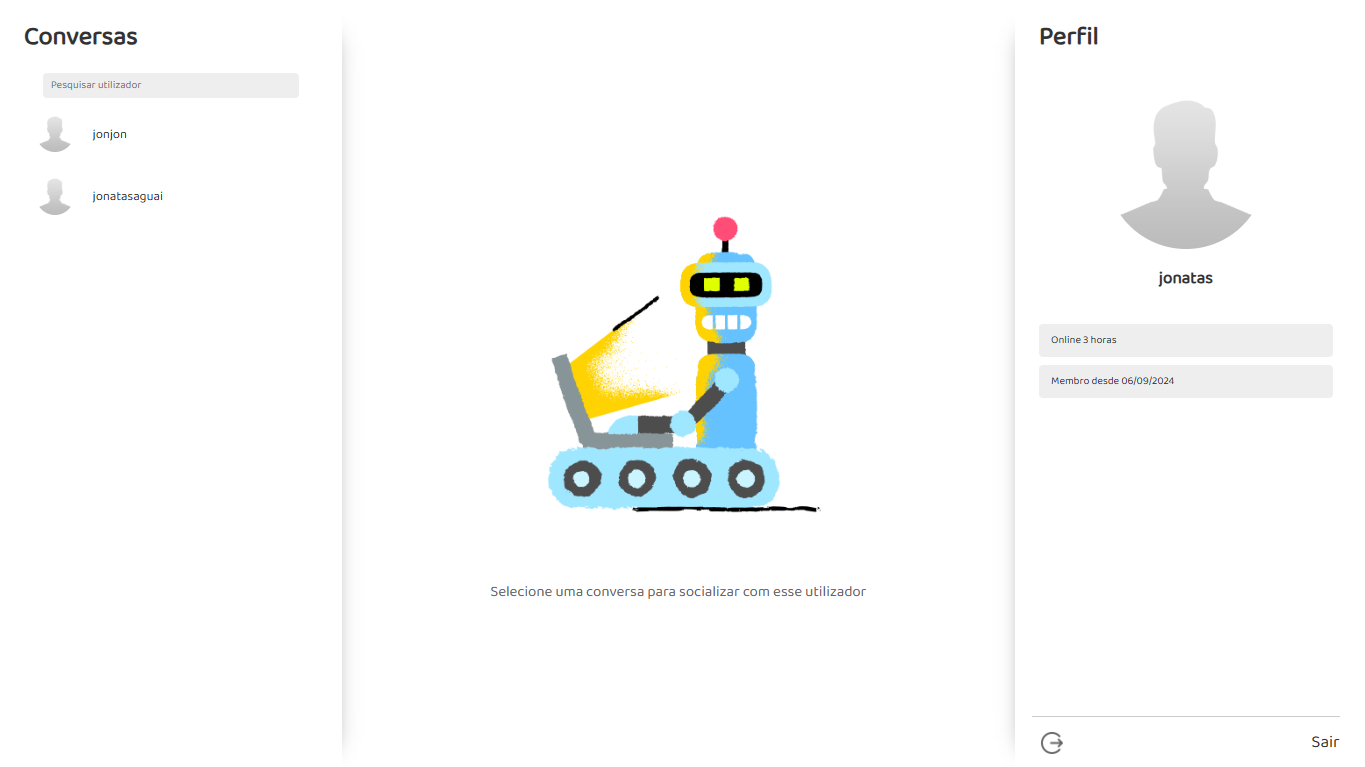 Conversas
Pesquisar utilizador
jonjon
jonatasaguai
Selecione uma conversa para socializar com esse utilizador
Perfil
jonatas
Online 3 horas
Membro desde 06/09/2024
Sair